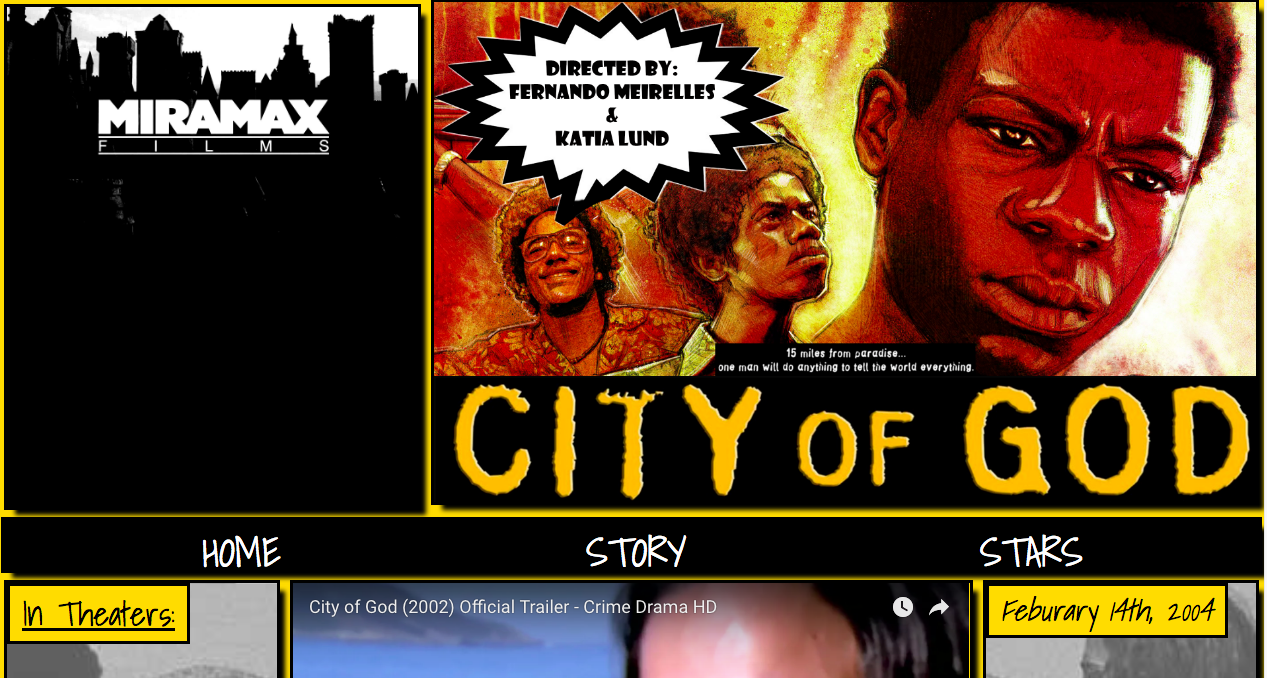 MIRAMAX
FILMS
DIRECTED BY:
FERNANDO MEIRELLES
&
KATIA LUND
15 miles from paradise...
one man will do anything to tell the world everything.
CITY OF GOD
HOME
STORY
STARS
In Theaters:
City of God (2002) Official Trailer - Crime Drama HD
Feburary 14th, 2004